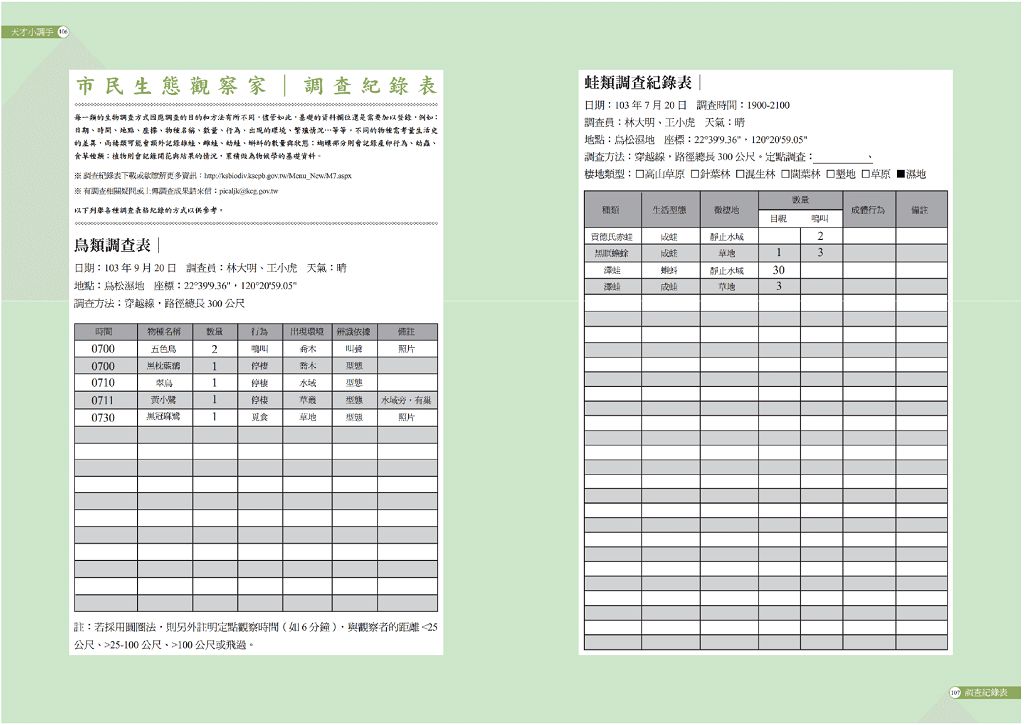 天才小調手 106
市民生態觀察家│調查紀錄表
每一類的生物調查方式因應調查的目的和方法有所不同，儘管如此，基礎的資料欄位還是需要加以登錄，例如：
日期、時間、地點、座標、物種名稱、數量、行為、出現的環境、繁殖情況…等等，不同的物種需考量生活史
的差異，兩棲類可能會額外記錄雄蛙、雌蛙、幼蛙、蝌蚪的數量與狀態；蝴蝶部分則會記錄產卵行為、幼蟲、
食草種類；植物則會紀錄開花與結果的情況，累積做為物候學的基礎資料。
※ 調查紀錄表下載或欲瞭解更多資訊：http://ksbiodiv.ksepb.gov.tw/Menu_New/M7.aspx
※ 有調查相關疑問或上傳調查成果請來信：picaljk@kcg.gov.tw
以下列舉各種調查表格紀錄的方式以供參考。
鳥類調查表│
日期：103 年 9 月 20 日 調查員：林大明、王小虎 天氣：晴
地點：鳥松濕地 座標：22°39'9.36"，120°20'59.05"
調查方法：穿越線，路徑總長 300 公尺
時間 物種名稱 數量 行為 出現環境 辨識依據 備註
0700 五色鳥 2 鳴叫 喬木 叫聲 照片
0700 黑枕藍鶲 1 停棲 喬木 型態
0710 翠鳥 1 停棲 水域 型態
0711 黃小鷺 1 停棲 草叢 型態 水域旁，有巢
0730 黑冠麻鷺 1 覓食 草地 型態 照片
註：若採用圓圈法，則另外註明定點觀察時間（如 6 分鐘），與觀察者的距離 <25
公尺、>25-100 公尺、>100 公尺或飛過。
蛙類調查紀錄表│
日期：103 年 7 月 20 日 調查時間：1900-2100
調查員：林大明、王小虎 天氣：晴
地點：鳥松濕地 座標：22°39'9.36"，120°20'59.05"
調查方法：穿越線，路徑總長 300 公尺。定點調查：________、
棲地類型：□高山草原 □針葉林 □混生林 □闊葉林 □墾地 □草原 ■濕地
種類 生活型態 微棲地 數量 成體行為 備註
目視 鳴叫
貢德氏赤蛙 成蛙 靜止水域 2
黑眶蟾蜍 成蛙 草地 1 3
澤蛙 蝌蚪 靜止水域 30
澤蛙 成蛙 草地 3
107 調查紀錄表